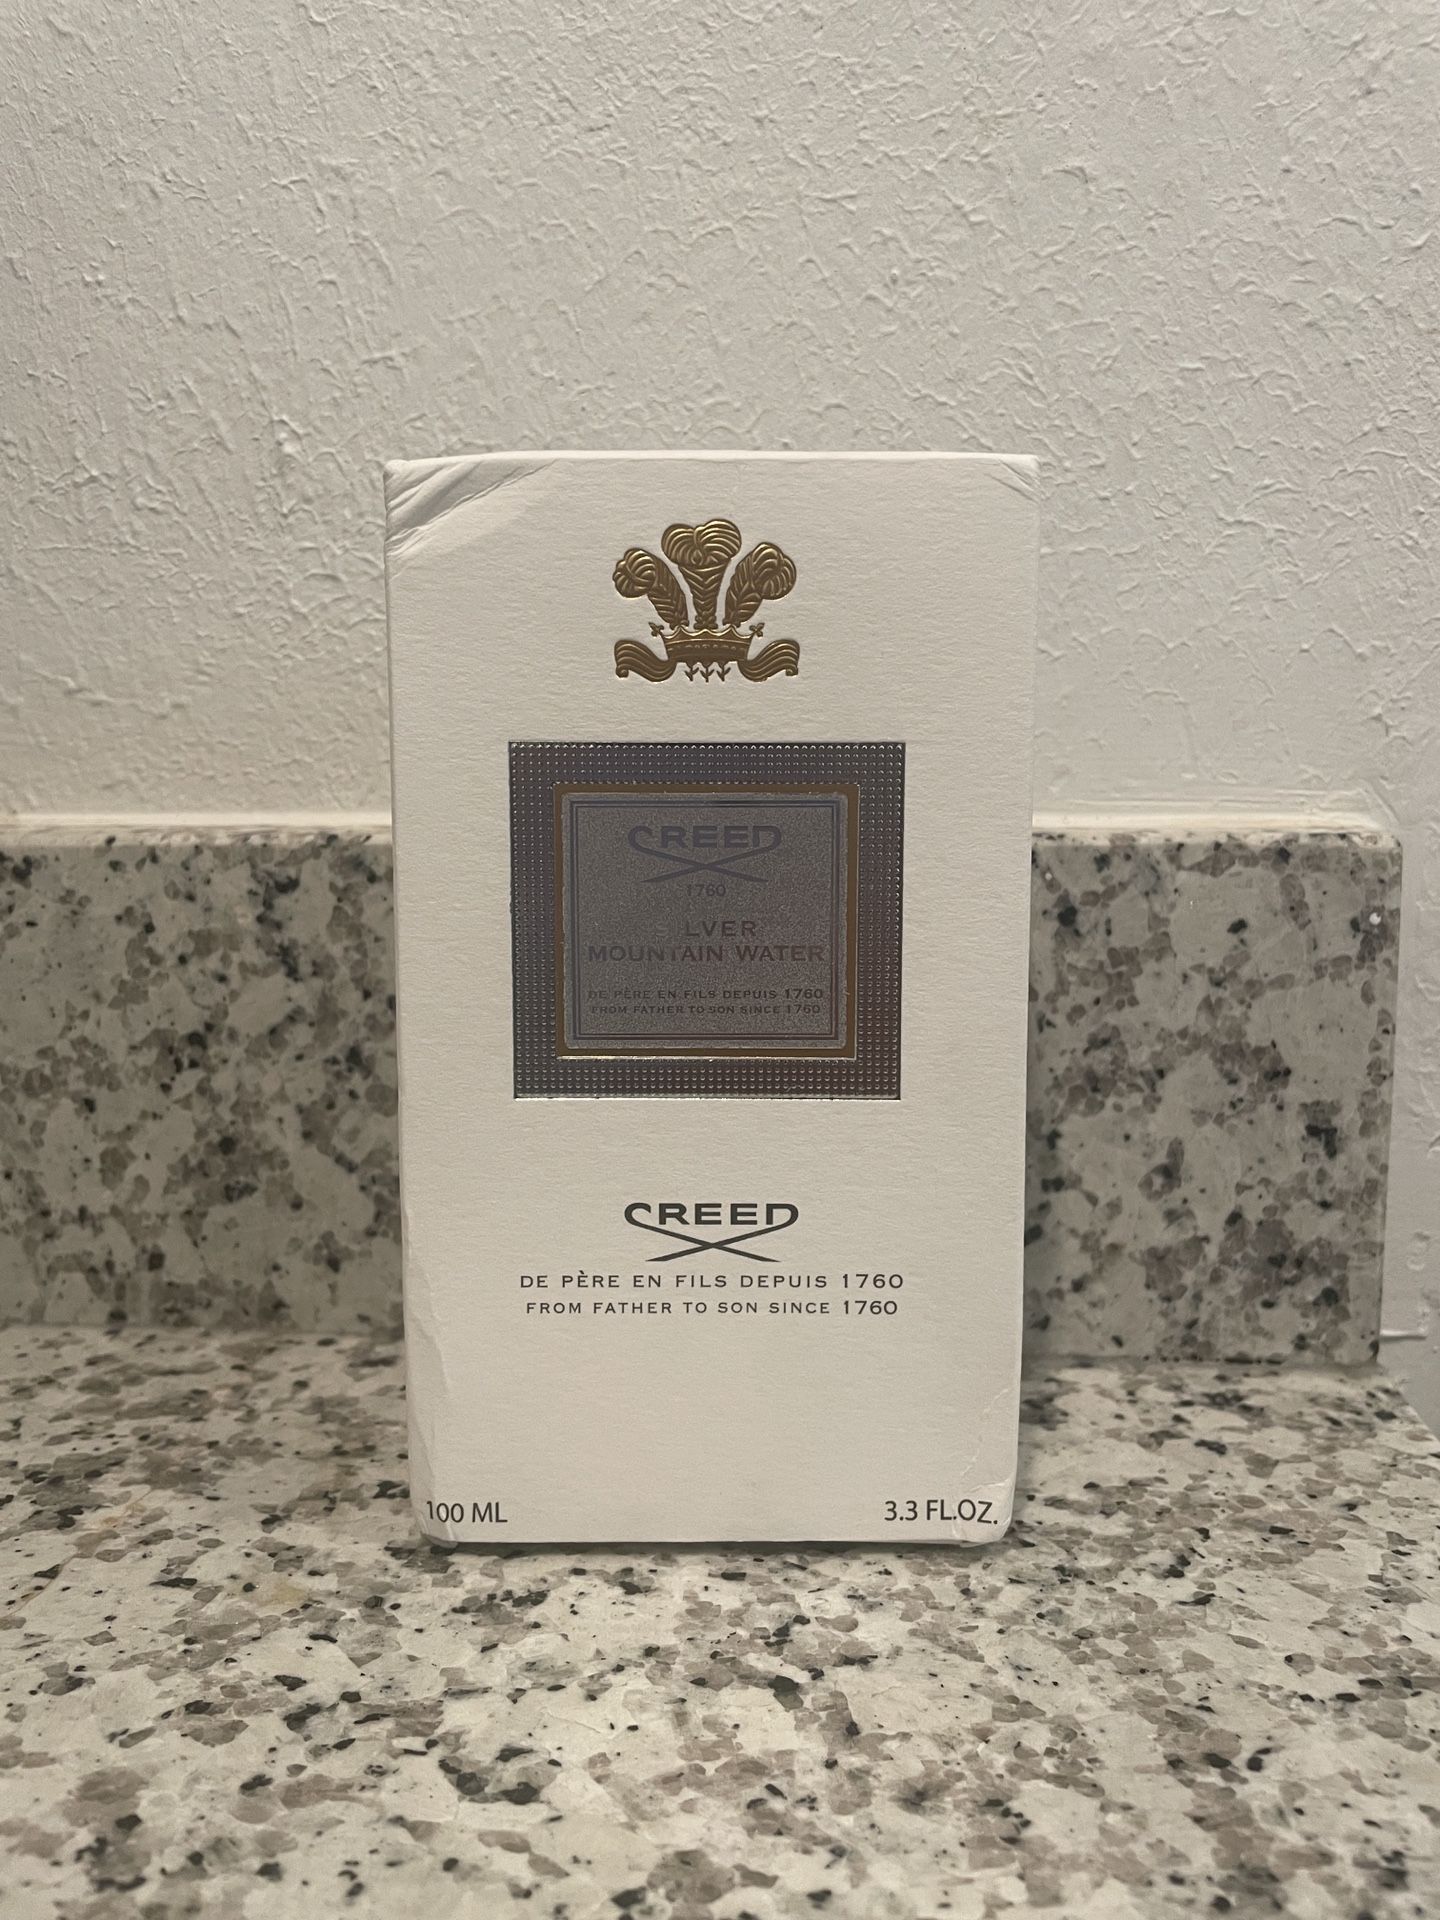 CREED
1760
LVER
MOUNTAIN WATER
DE PÈRE EN FILS DEPUIS 1760
FROM FATHER TO SON SINCE 1760
CREED
DE PÈRE EN FILS DEPUIS 1760
FROM FATHER TO SON SINCE 1760
100 ML
3.3 FL.OZ.